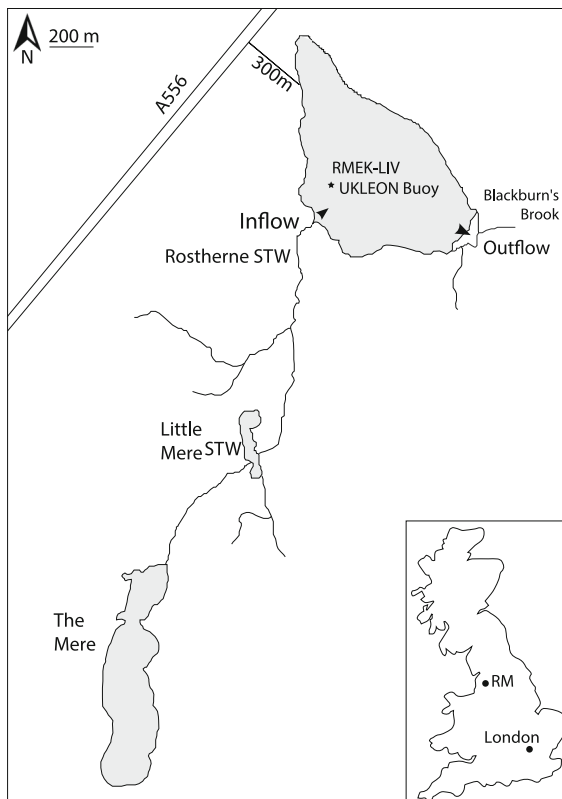 N
200 m
A556
300m
RMEK-LIV
UKLEON Buoy
Blackburn's
Brook
Inflow
Outflow
Rostherne STW
Little
Mere STW
The
Mere
RM
London